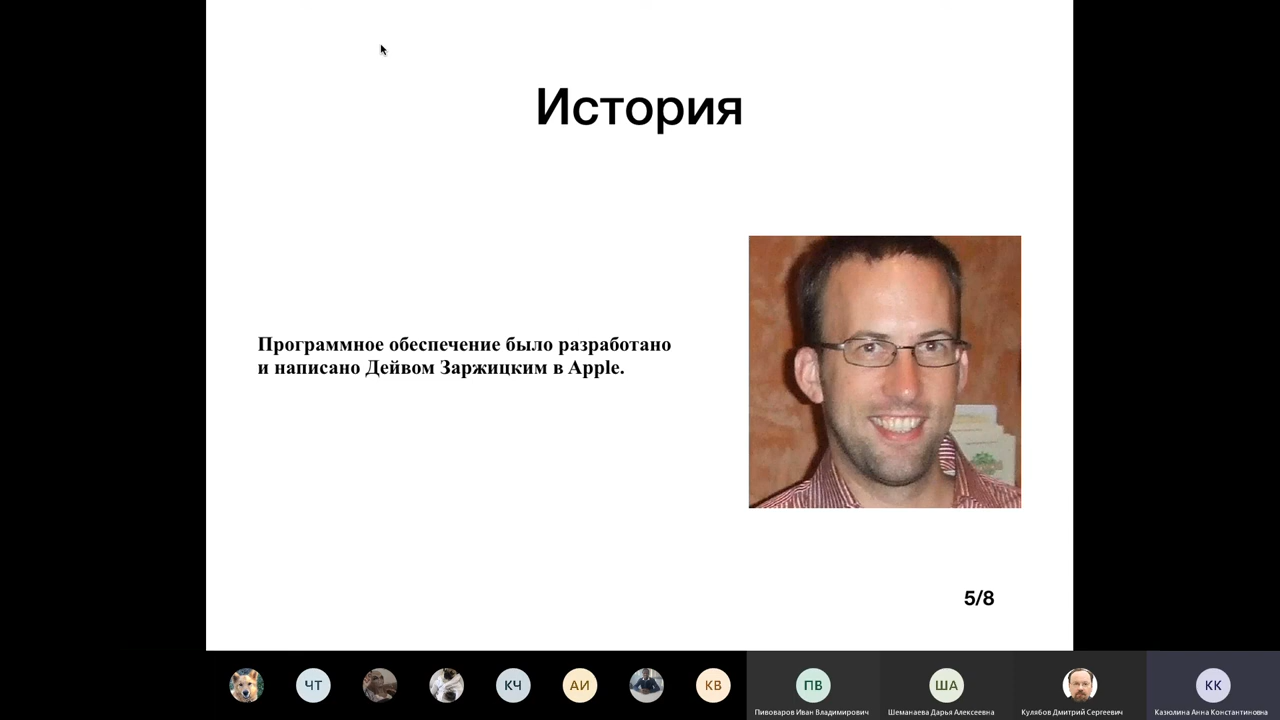 История
Программное обеспечение было разработано
и написано Дейвом Заржицким в Apple.
5/8
ЧТ
КЧ
АИ
КВ
ПВ
ША
КК
Пивоваров Иван Владимирович
Шеманаева Дарья Алексеевна
Кулябов Дмитрий Сергеевич
Казюлина Анна Константиновна